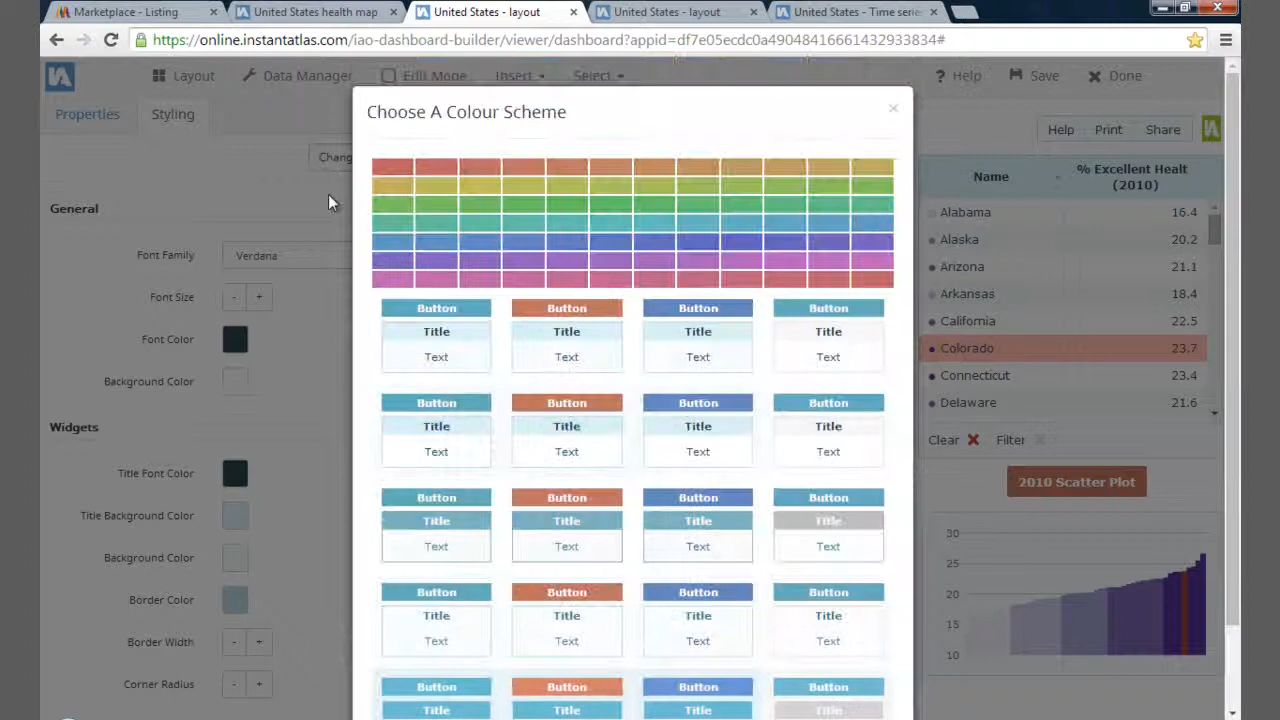 Marketplace - Listing
United States health map
United States - layout
United States - layout
United States - Time serie
https://online.instantatlas.com/iao-dashboard-builder/viewer/dashboard?appid=df7e05ecdc0a49048416661432933834#
Layout
Data Manager
Edit Mode
Insert
Select
Help
Save
Done
Properties
Styling
Chang
General
Font Family
Verdana
Font Size
- +
Font Color
Background Color
Widgets
Title Font Color
Title Background Color
Background Color
Border Color
Border Width
- +
Corner Radius
- +
Choose A Colour Scheme
×
Button Button Button Button
Title Title Title Title
Text Text Text Text
Button Button Button Button
Title Title Title Title
Text Text Text Text
Button Button Button Button
Title Title Title Title
Text Text Text Text
Button Button Button Button
Title Title Title Title
Text Text Text Text
Button Button Button Button
Title Title Title Title
Help
Print
Share
Name
% Excellent Healt
(2010)
Alabama 16.4
Alaska 20.2
Arizona 21.1
Arkansas 18.4
California 22.5
Colorado 23.7
Connecticut 23.4
Delaware 21.6
Clear
Filter
2010 Scatter Plot
30
25
20
15
10